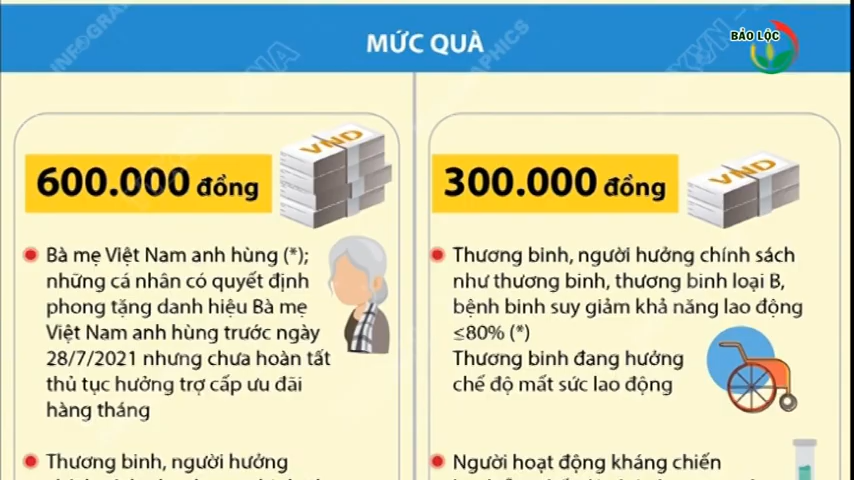 MỨC QUÀ
BẢO LỘC
600.000 đồng
VND
Bà mẹ Việt Nam anh hùng (*);
những cá nhân có quyết định
phong tặng danh hiệu Bà mẹ
Việt Nam anh hùng trước ngày
28/7/2021 nhưng chưa hoàn tất
thủ tục hưởng trợ cấp ưu đãi
hàng tháng
Thương binh, người hưởng
300.000 đồng
VND
Thương binh, người hưởng chính sách
như thương binh, thương binh loại B,
bệnh binh suy giảm khả năng lao động
≤80% (*)
Thương binh đang hưởng
chế độ mất sức lao động
Người hoạt động kháng chiến